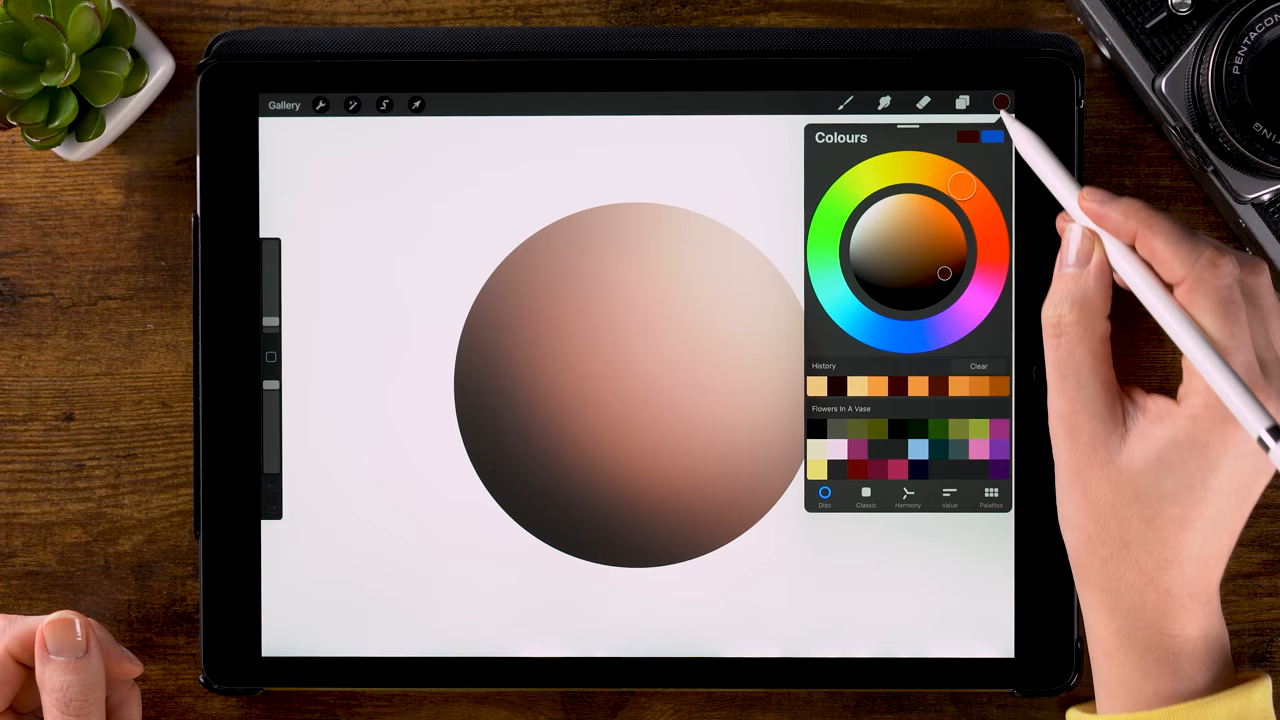 Gallery
Colours
History
Clear
Flowers In A Vase
Disc
Classic
Harmony
Value
Palettes
PENTACON